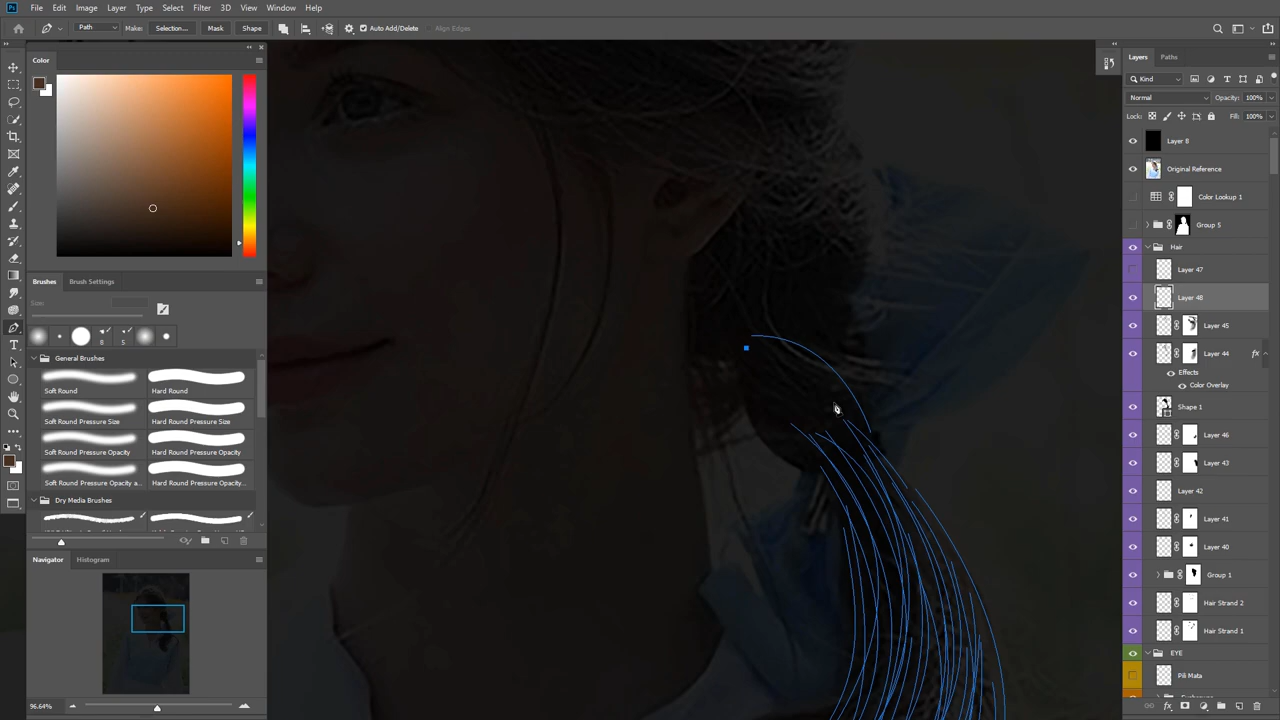 File Edit Image Layer Type Select Filter 3D View Window Help
Path Make: Selection... Mask Shape Auto Add/Delete Align Edges
Color
Brushes Brush Settings
Size:
8 5
General Brushes
Soft Round Hard Round
Soft Round Pressure Size Hard Round Pressure Size
Soft Round Pressure Opacity Hard Round Pressure Opacity
Soft Round Pressure Opacity a... Hard Round Pressure Opacity...
Dry Media Brushes
Navigator Histogram
96.64%
Layers Paths
Kind
Normal Opacity: 100%
Lock: Fill: 100%
Layer 8
Original Reference
Color Lookup 1
Group 5
Hair
Layer 47
Layer 48
Layer 45
Layer 44 fx
Effects
Color Overlay
Shape 1
Layer 46
Layer 43
Layer 42
Layer 41
Layer 40
Group 1
Hair Strand 2
Hair Strand 1
EYE
Pili Mata